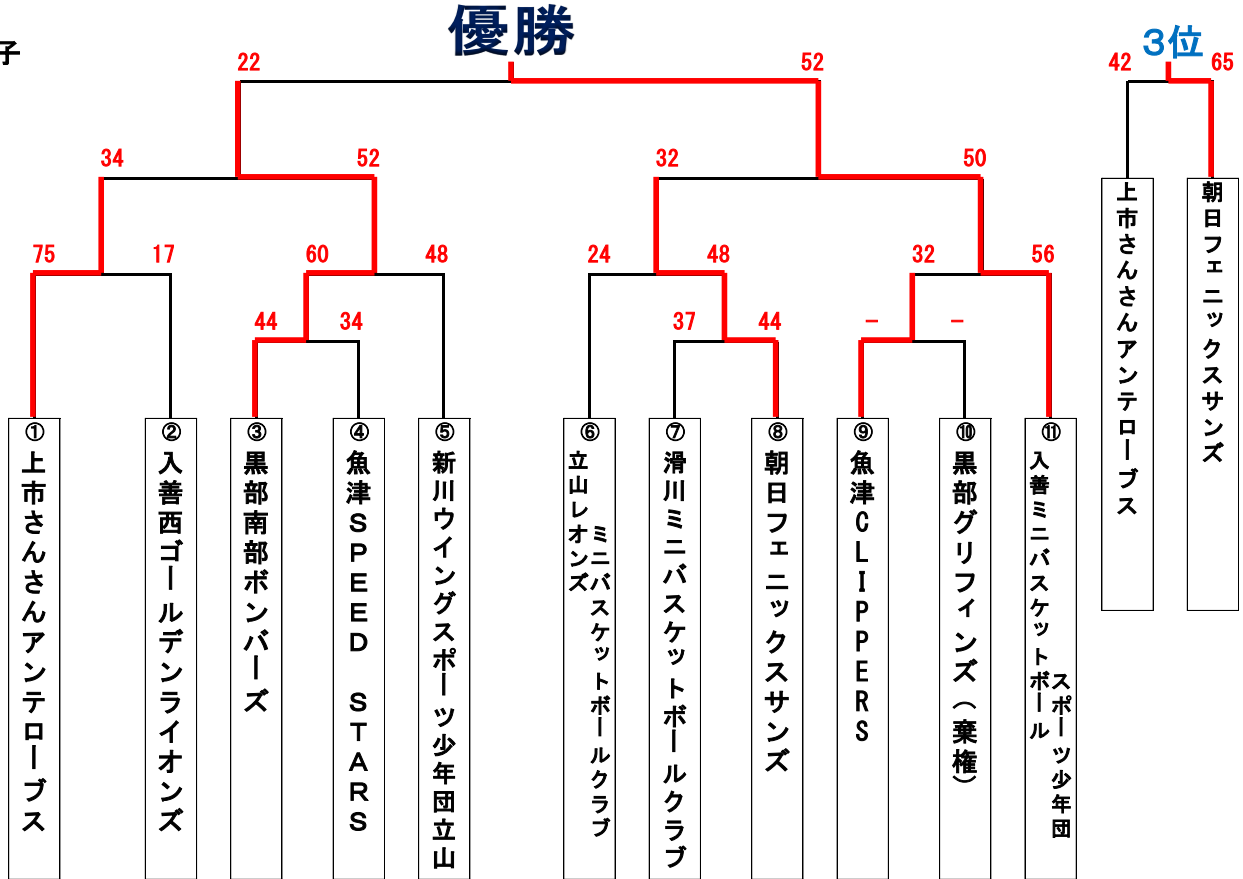 優勝
３位
子
22
52
42
65
34
52
32
50
75
17
60
48
24
48
32
56
44
34
37
44
－
－
上市さんさんアンテローブス
朝日フェニックスサンズ
①上市さんさんアンテローブス
②入善西ゴールデンライオンズ
③黒部南部ボンバーズ
④魚津ＳＰＥＥＤ　ＳＴＡＲＳ
⑤新川ウイングスポーツ少年団立山
⑥立山レオンズ
ミニバスケットボールクラブ
⑦滑川ミニバスケットボールクラブ
⑧朝日フェニックスサンズ
⑨魚津ＣＬＩＰＰＥＲＳ
⑩黒部グリフィンズ（棄権）
⑪入善ミニバスケットボール
スポーツ少年団